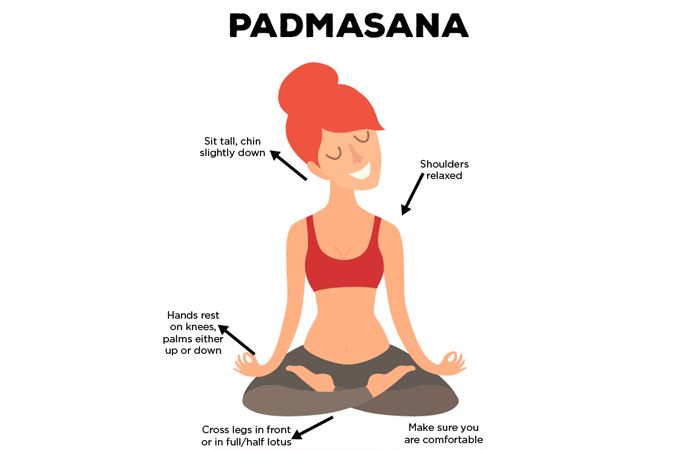 PADMASANA
Sit tall, chin
slightly down
Shoulders
relaxed
Hands rest
on knees,
palms either
up or down
Cross legs in front
or in full/half lotus
Make sure you
are comfortable